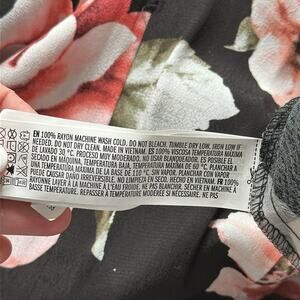 EN 100% RAYON MACHINE WASH COLD. DO NOT BLEACH. TUMBLE DRY LOW. IRON LOW IF
NEEDED. DO NOT DRY CLEAN. MADE IN VIETNAM. ES 100% VISCOSA TEMPERATURA MÁXIMA
DE LAVADO 30 °C. PROCESO MUY MODERADO. NO USAR BLANQUEADOR. ES POSIBLE EL
SECADO EN MÁQUINA, TEMPERATURA BAJA, TEMPERATURA MÁXIMA DE 60 °C. PLANCHAR A
UNA TEMPERATURA MÁXIMA DE LA BASE DE 110 °C, SIN VAPOR. PLANCHAR CON VAPOR
PUEDE CAUSAR DAÑO IRREVERSIBLE. NO LIMPIAR EN SECO. HECHO EN VIETNAM. FR 100%
RAYONNE LAVER À LA MACHINE À L'EAU FROIDE. NE PAS BLANCHIR. SÉCHER EN MACHINE À
BASSE TEMPÉRATURE. REPASSER À TEMPÉRATURE MODÉRÉE SI NÉCESSAIRE. NE PAS